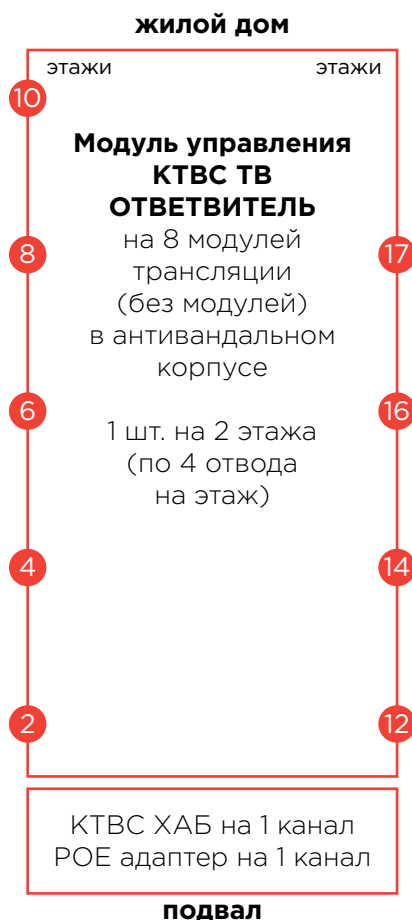 жилой дом
этажи этажи
10
Модуль управления
КТВС ТВ
ОТВЕТВИТЕЛЬ
на 8 модулей
8 17
трансляции
(без модулей)
в антивандальном
корпусе
6 16
1 шт. на 2 этажа
(по 4 отвода
на этаж)
4 14
2 12
КТВС ХАБ на 1 канал
POE адаптер на 1 канал
подвал